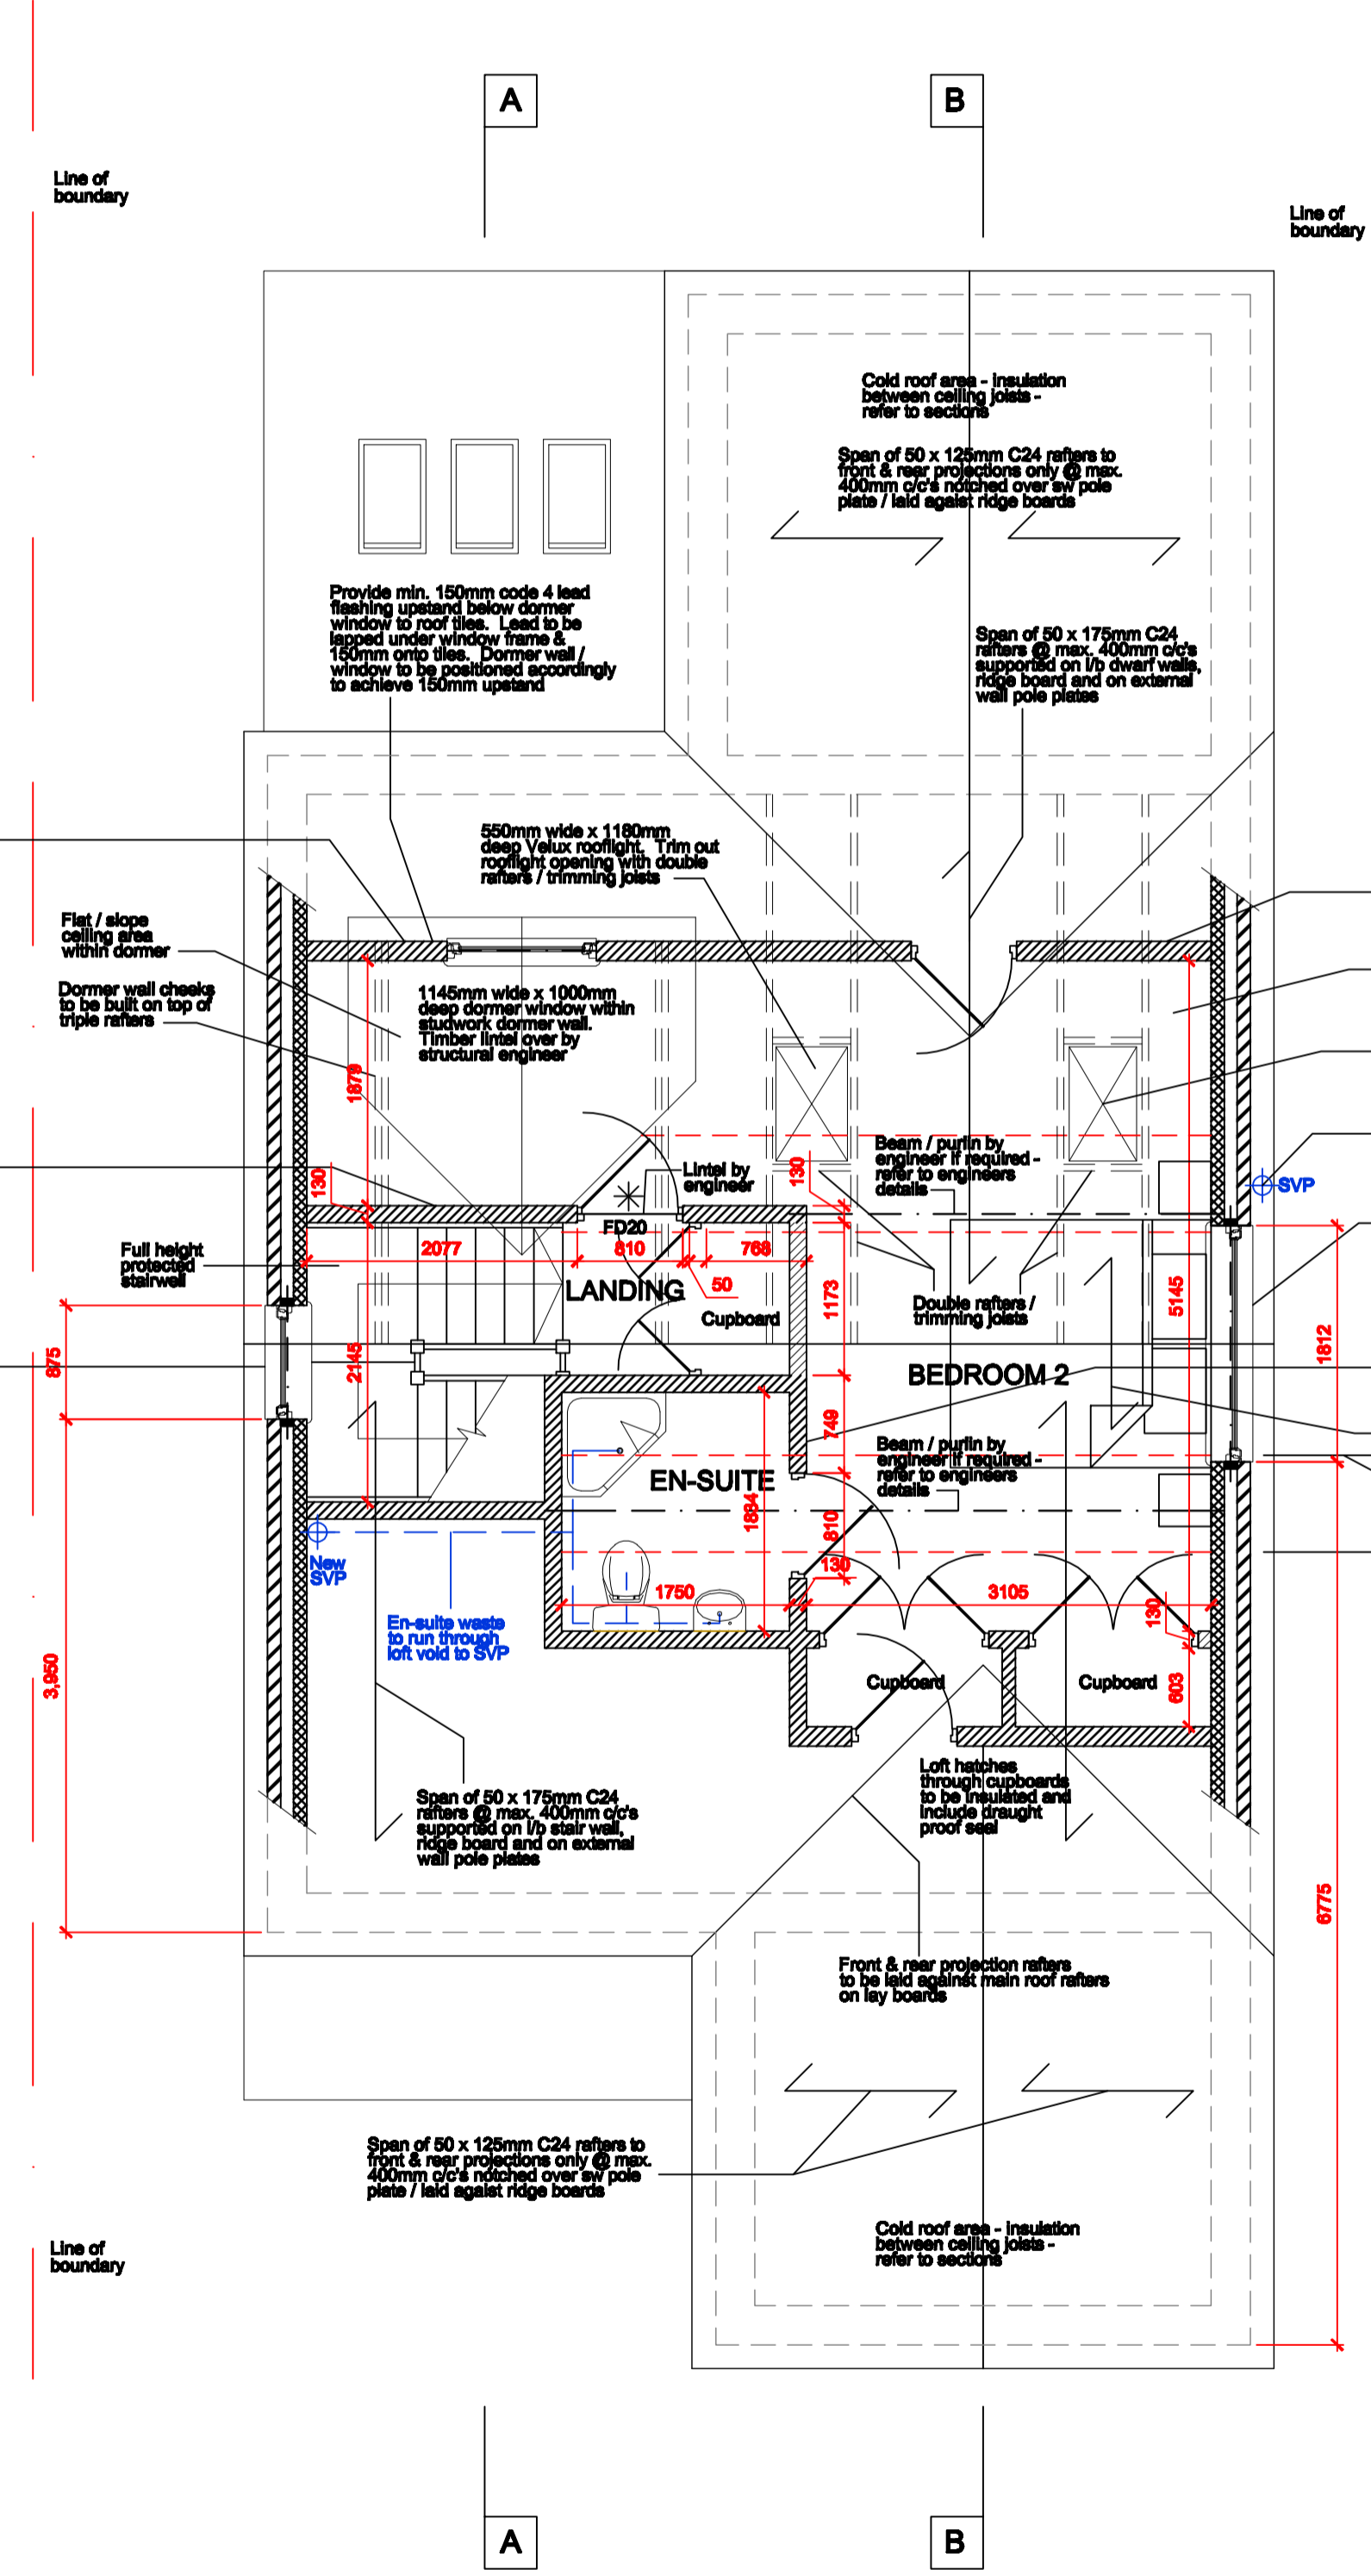 A
B
Line of
boundary
Line of
boundary
Cold roof area - insulation
between ceiling joists -
refer to sections
Span of 50 x 125mm C24 rafters to
front & rear projections only @ max.
400mm c/c's notched over sw pole
plate / laid agaist ridge boards
Provide min. 150mm code 4 lead
flashing upstand below dormer
window to roof tiles.  Lead to be
lapped under window frame &
150mm onto tiles.  Dormer wall /
window to be positioned accordingly
to achieve 150mm upstand
Span of 50 x 175mm C24
rafters @ max. 400mm c/c's
supported on l/b dwarf walls,
ridge board and on external
wall pole plates
550mm wide x 1180mm
deep Velux rooflight.  Trim out
rooflight opening with double
rafters / trimming joists
Flat / slope
ceiling area
within dormer
Dormer wall cheeks
to be built on top of
triple rafters
1145mm wide x 1000mm
deep dormer window within
studwork dormer wall.
Timber lintel over by
structural engineer
1879
130
Lintel by
engineer
130
Beam / purlin by
engineer if required -
refer to engineers
details
SVP
FD20
Full height
protected
stairwell
2077
810
768
50
LANDING
Cupboard
1173
Double rafters /
trimming joists
5145
1812
875
2145
BEDROOM 2
749
Beam / purlin by
engineer if required -
refer to engineers
details
EN-SUITE
1884
810
New
SVP
130
1750
3105
130
En-suite waste
to run through
loft void to SVP
3,950
Cupboard
Cupboard
603
Loft hatches
through cupboards
to be insulated and
include draught
proof seal
Span of 50 x 175mm C24
rafters @ max. 400mm c/c's
supported on l/b stair wall,
ridge board and on external
wall pole plates
6775
Front & rear projection rafters
to be laid against main roof rafters
on lay boards
Span of 50 x 125mm C24 rafters to
front & rear projections only @ max.
400mm c/c's notched over sw pole
plate / laid agaist ridge boards
Cold roof area - insulation
between ceiling joists -
refer to sections
Line of
boundary
A
B